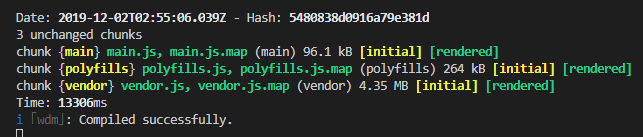 Date: 2019-12-02T02:55:06.039Z - Hash: 5480838d0916a79e381d
3 unchanged chunks
chunk {main} main.js, main.js.map (main) 96.1 kB [initial] [rendered]
chunk {polyfills} polyfills.js, polyfills.js.map (polyfills) 264 kB [initial] [rendered]
chunk {vendor} vendor.js, vendor.js.map (vendor) 4.35 MB [initial] [rendered]
Time: 13306ms
i ｢wdm｣: Compiled successfully.